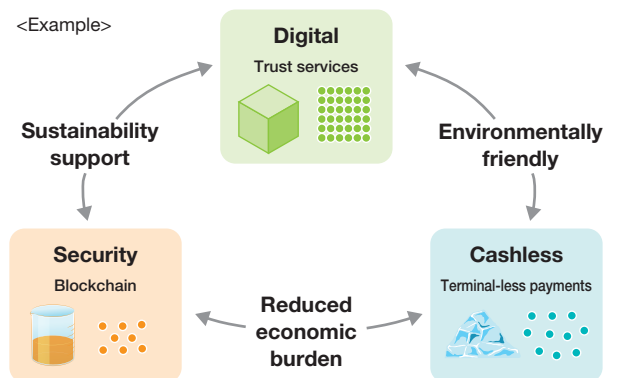 <Example>
Digital
Trust services
Sustainability
support
Environmentally
friendly
Security
Blockchain
Cashless
Terminal-less payments
Reduced
economic
burden